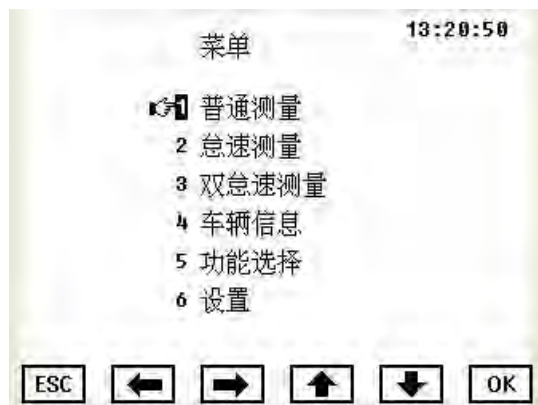 13:20:50
菜单
1 普通测量
2 怠速测量
3 双怠速测量
4 车辆信息
5 功能选择
6 设置
ESC OK